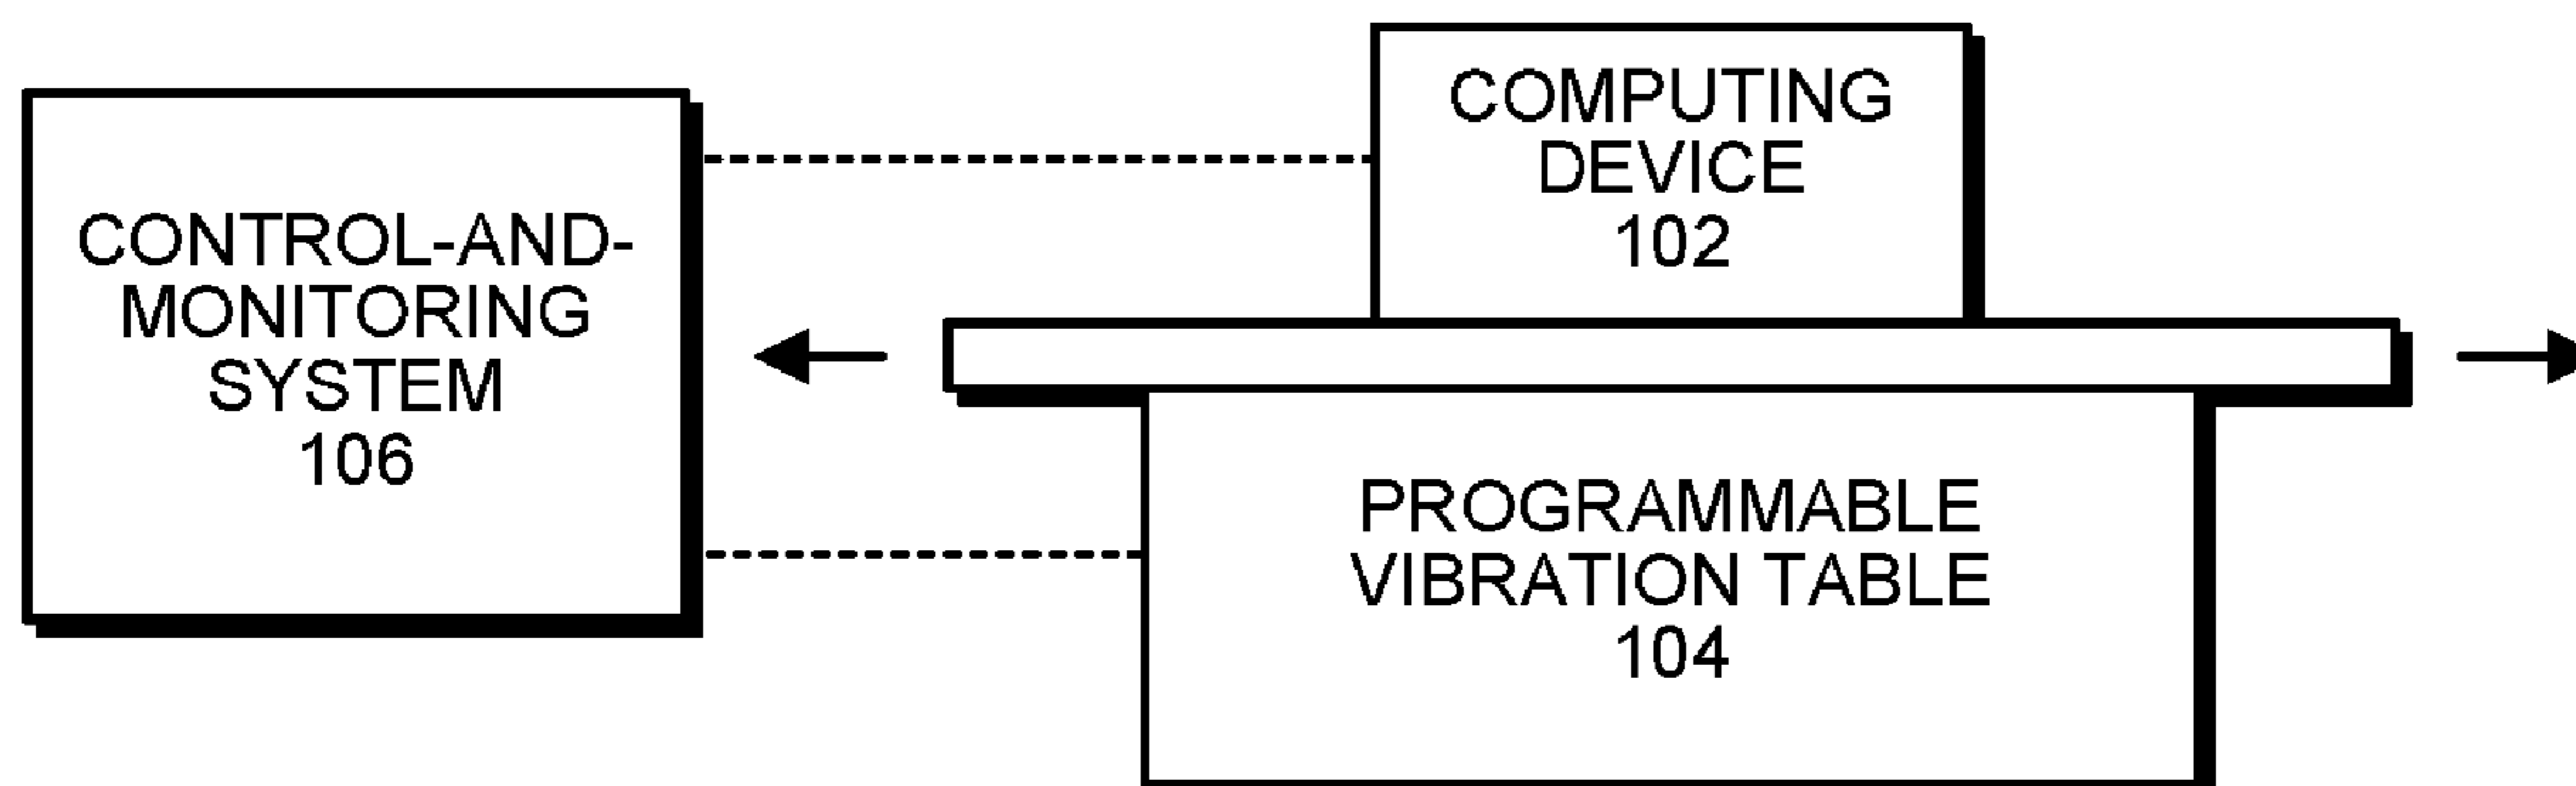 CONTROL-AND-
MONITORING
SYSTEM
106
COMPUTING
DEVICE
102
PROGRAMMABLE
VIBRATION TABLE
104